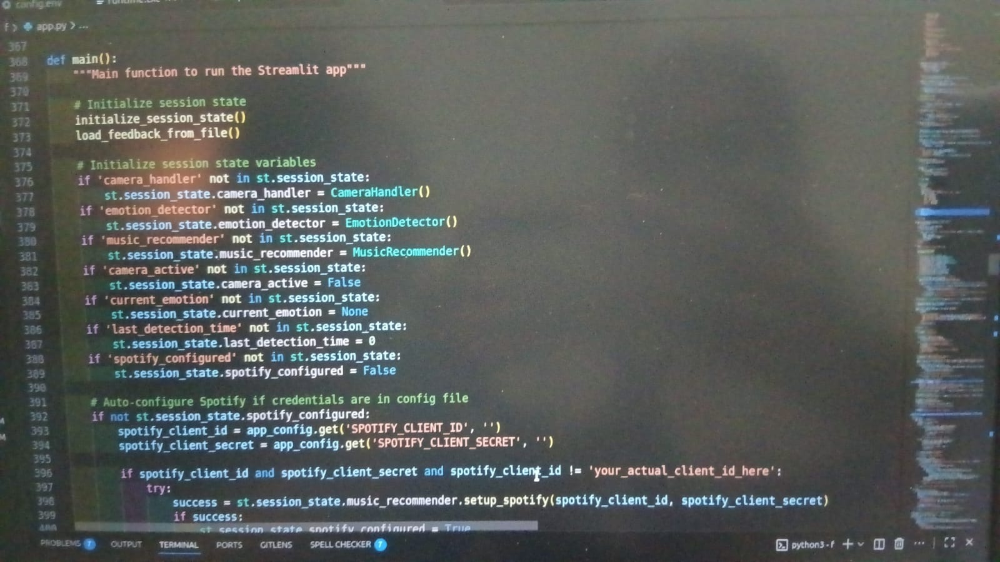 config.env
f > app.py > ...
367
368 def main():
369 """Main function to run the Streamlit app"""
370
371 # Initialize session state
372 initialize_session_state()
373 load_feedback_from_file()
374
375 # Initialize session state variables
376 if 'camera_handler' not in st.session_state:
377 st.session_state.camera_handler = CameraHandler()
378 if 'emotion_detector' not in st.session_state:
379 st.session_state.emotion_detector = EmotionDetector()
380 if 'music_recommender' not in st.session_state:
381 st.session_state.music_recommender = MusicRecommender()
382 if 'camera_active' not in st.session_state:
383 st.session_state.camera_active = False
384 if 'current_emotion' not in st.session_state:
385 st.session_state.current_emotion = None
386 if 'last_detection_time' not in st.session_state:
387 st.session_state.last_detection_time = 0
388 if 'spotify_configured' not in st.session_state:
389 st.session_state.spotify_configured = False
390
391 # Auto-configure Spotify if credentials are in config file
392 if not st.session_state.spotify_configured:
393 spotify_client_id = app_config.get('SPOTIFY_CLIENT_ID', '')
394 spotify_client_secret = app_config.get('SPOTIFY_CLIENT_SECRET', '')
395
396 if spotify_client_id and spotify_client_secret and spotify_client_id != 'your_actual_client_id_here':
397 try:
398 success = st.session_state.music_recommender.setup_spotify(spotify_client_id, spotify_client_secret)
399 if success:
400 st.session_state.spotify_configured = True
PROBLEMS 7 OUTPUT TERMINAL PORTS GITLENS SPELL CHECKER 7 python3 - f